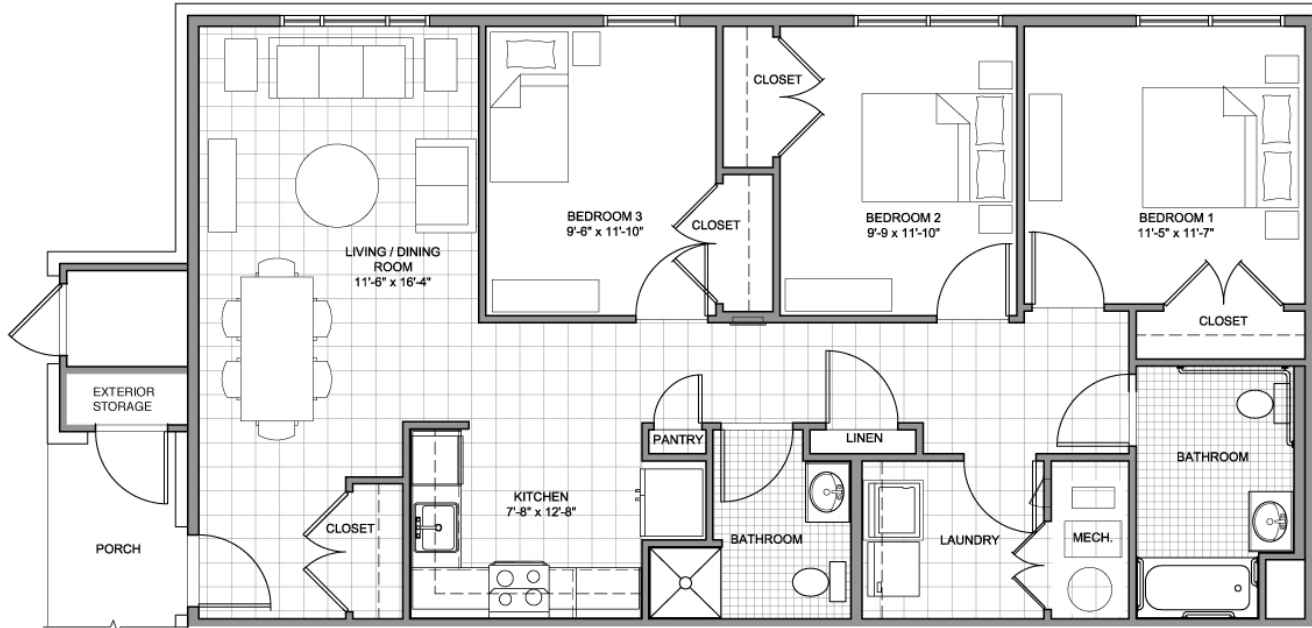 CLOSET
BEDROOM 3
9'-6" x 11'-10"
CLOSET
BEDROOM 2
9'-9 x 11'-10"
BEDROOM 1
11'-5" x 11'-7"
LIVING / DINING
ROOM
11'-6" x 16'-4"
CLOSET
EXTERIOR
STORAGE
PANTRY
LINEN
BATHROOM
KITCHEN
7'-8" x 12'-8"
CLOSET
PORCH
BATHROOM
LAUNDRY
MECH.